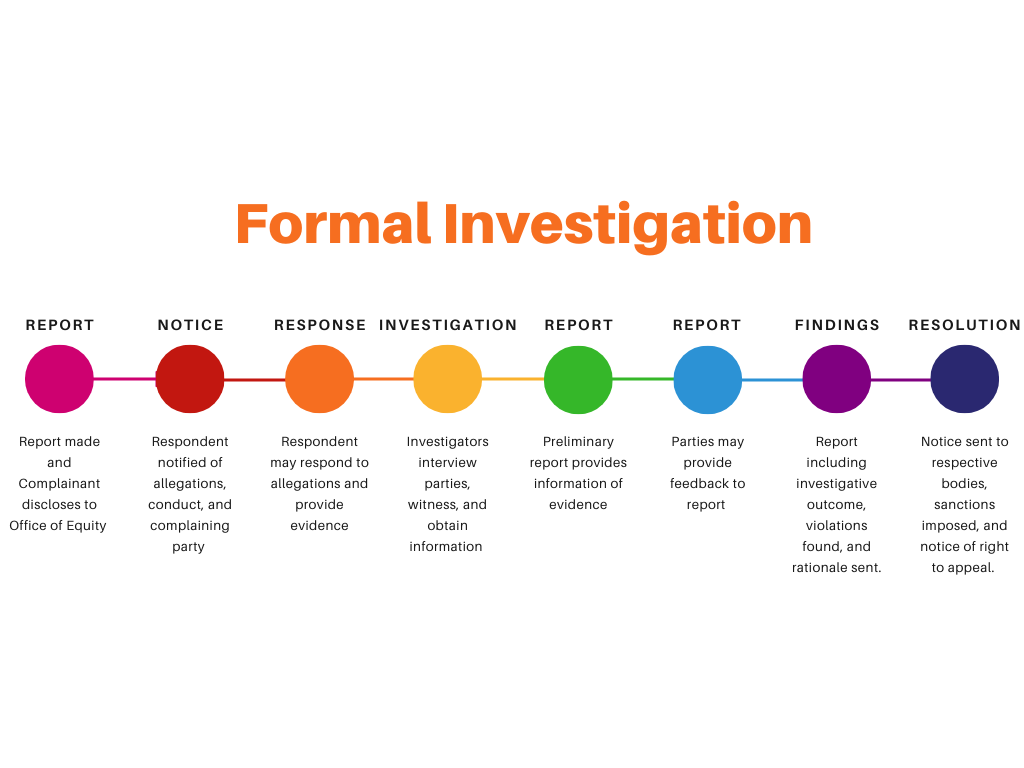 Formal Investigation
REPORT
Report made
and
Complainant
discloses to
Office of Equity
NOTICE
Respondent
notified of
allegations,
conduct, and
complaining
party
RESPONSE
Respondent
may respond to
allegations and
provide
evidence
INVESTIGATION
Investigators
interview
parties,
witness, and
obtain
information
REPORT
Preliminary
report provides
information of
evidence
REPORT
Parties may
provide
feedback to
report
FINDINGS
Report
including
investigative
outcome,
violations
found, and
rationale sent.
RESOLUTION
Notice sent to
respective
bodies,
sanctions
imposed, and
notice of right
to appeal.